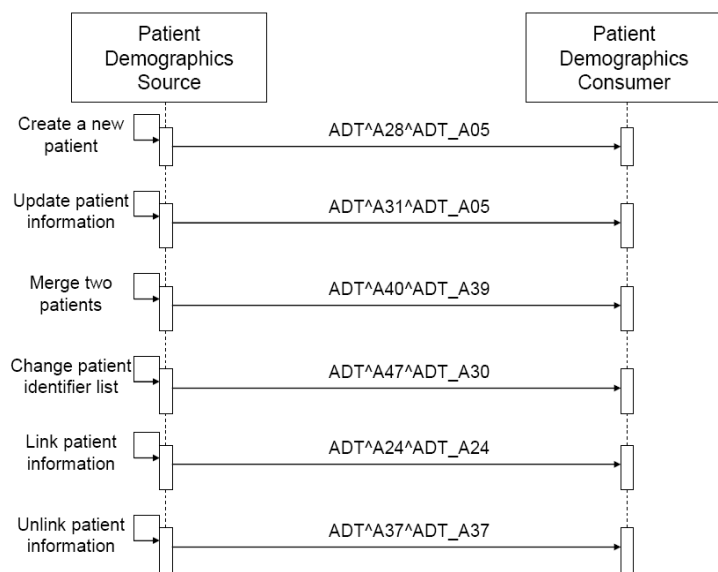 Patient
Demographics
Source
Patient
Demographics
Consumer
Create a new
patient
ADT^A28^ADT_A05
Update patient
information
ADT^A31^ADT_A05
Merge two
patients
ADT^A40^ADT_A39
Change patient
identifier list
ADT^A47^ADT_A30
Link patient
information
ADT^A24^ADT_A24
Unlink patient
information
ADT^A37^ADT_A37